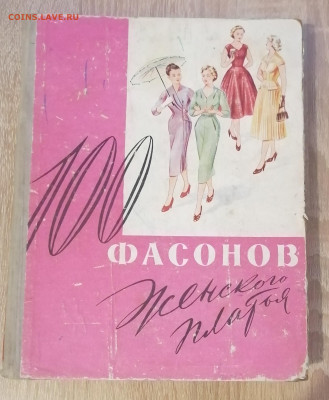 COINS.LAVE.RU
100
ФАСОНОВ
женского
платья